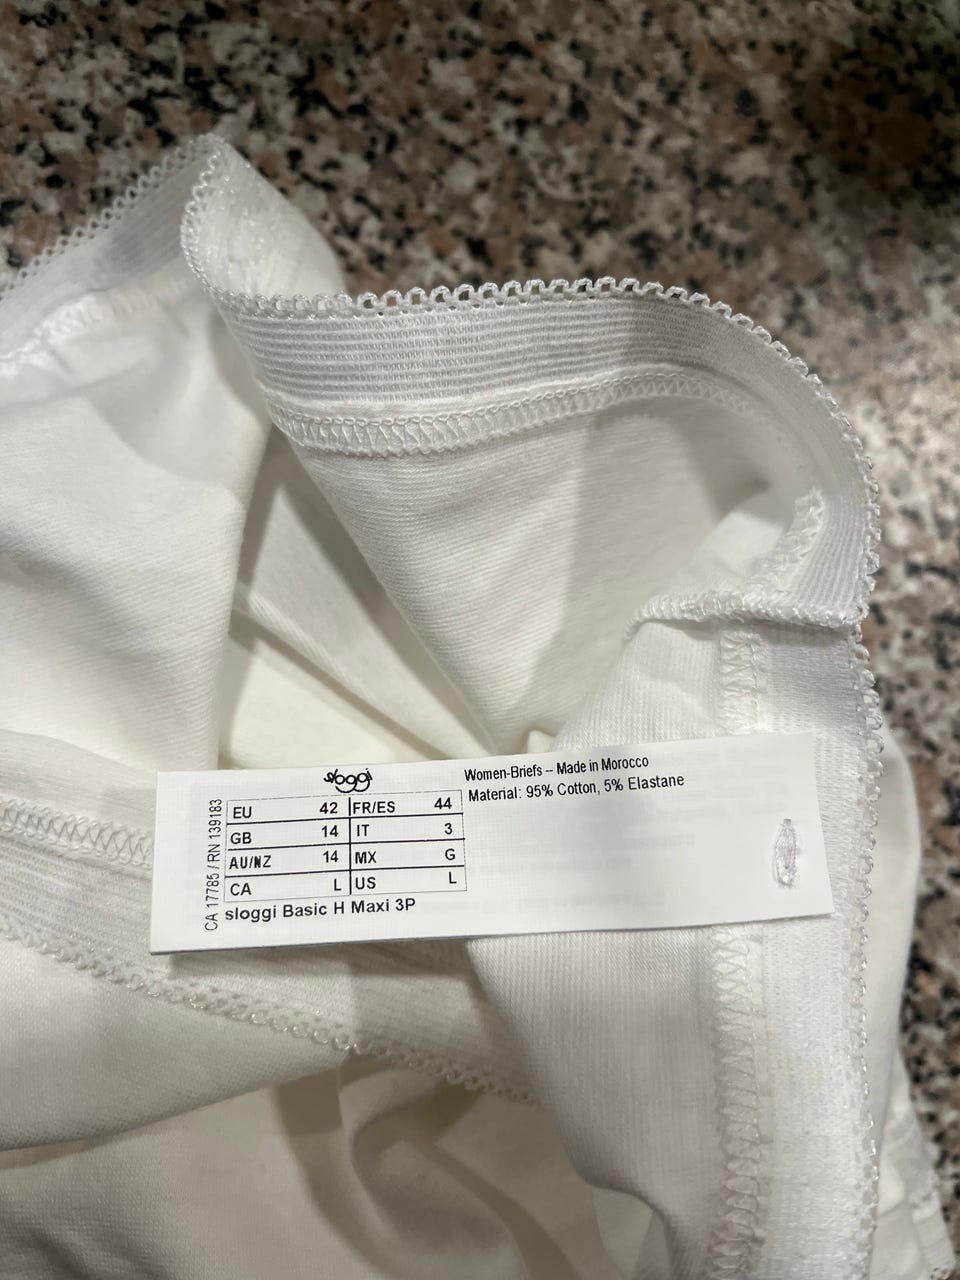 sloggi
EU 42 FR/ES 44
GB 14 IT 3
AU/NZ 14 MX G
CA L US L
sloggi Basic H Maxi 3P
CA 17785 / RN 139183
Women-Briefs – Made in Morocco
Material: 95% Cotton, 5% Elastane